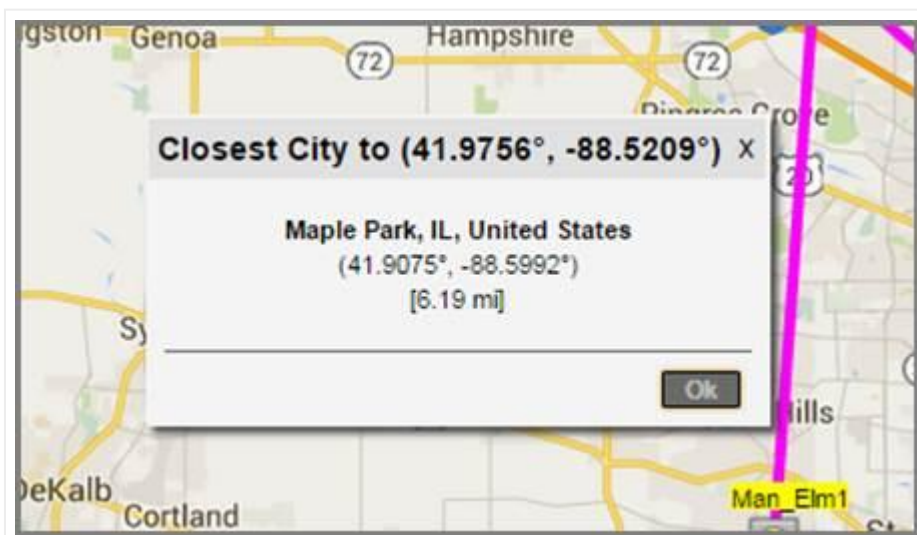 gston Genoa Hampshire
72 72
Pingree Grove
Closest City to (41.9756°, -88.5209°) X
20
Maple Park, IL, United States
(41.9075°, -88.5992°)
[6.19 mi]
Sy
Ok
Hills
DeKalb
Man_Elm1
Cortland
St